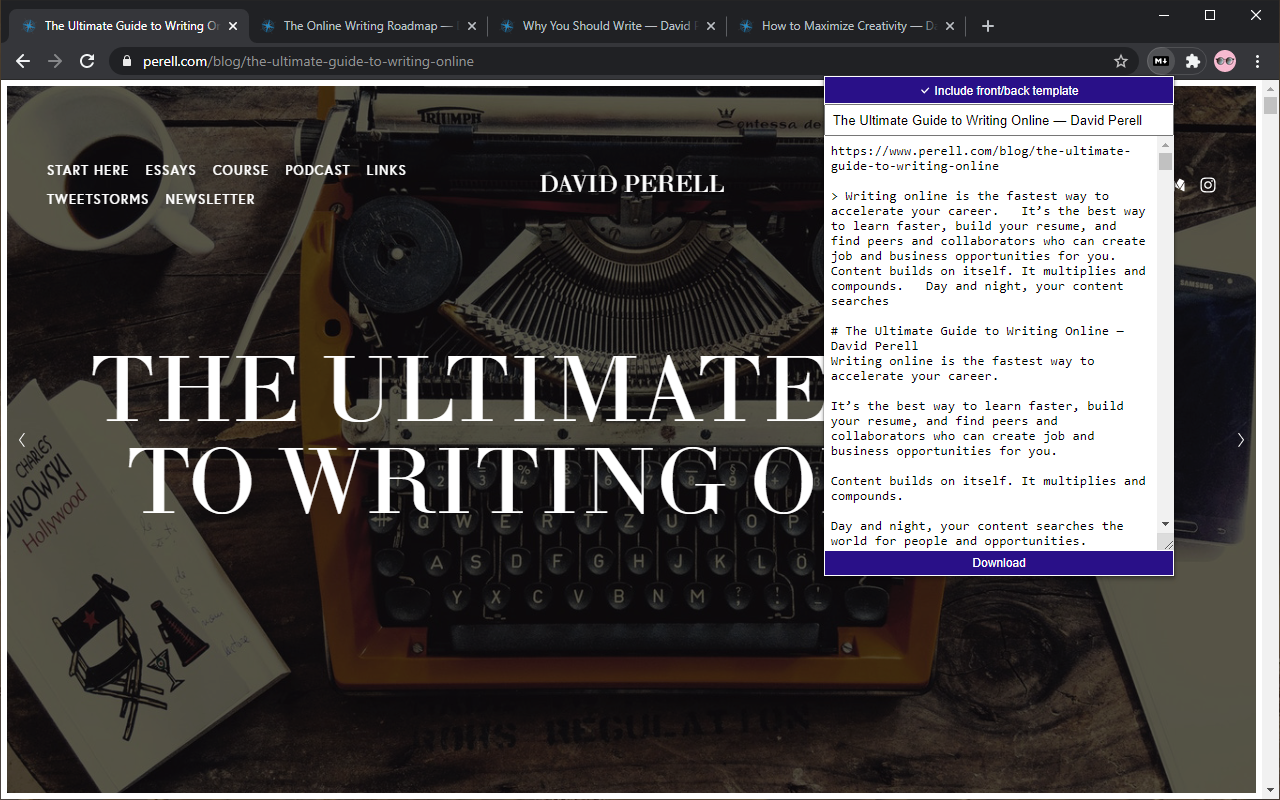 The Ultimate Guide to Writing O
The Online Writing Roadmap —
Why You Should Write — David
How to Maximize Creativity — D
perell.com/blog/the-ultimate-guide-to-writing-online
M
✓ Include front/back template
The Ultimate Guide to Writing Online — David Perell
START HERE ESSAYS COURSE PODCAST LINKS
TWEETSTORMS NEWSLETTER
DAVID PERELL
THE ULTIMATE
TO WRITING O
https://www.perell.com/blog/the-ultimate-
guide-to-writing-online
> Writing online is the fastest way to
accelerate your career. It’s the best way
to learn faster, build your resume, and
find peers and collaborators who can create
job and business opportunities for you.
Content builds on itself. It multiplies and
compounds. Day and night, your content
searches
# The Ultimate Guide to Writing Online —
David Perell
Writing online is the fastest way to
accelerate your career.
It’s the best way to learn faster, build
your resume, and find peers and
collaborators who can create job and
business opportunities for you.
Content builds on itself. It multiplies and
compounds.
Day and night, your content searches the
world for people and opportunities.
Download
TRIUMPH
Contessa de
SAMSUNG
CHARLES
BUKOWSKI
Hollywood
Q W E R T Z U I O P
A S D F G H J K L Ö
Y X C V B N M
REGULATION